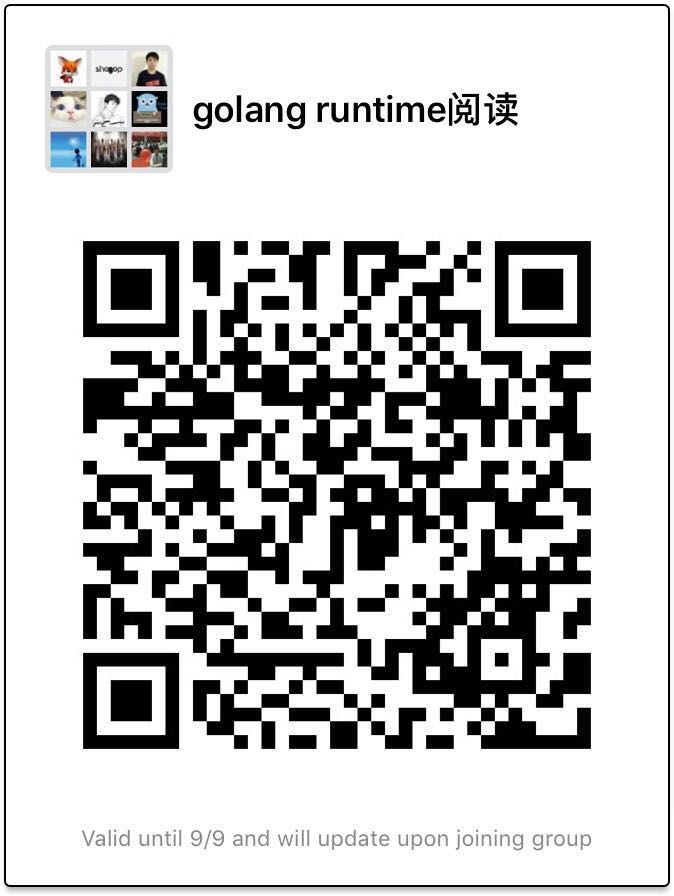 golang runtime阅读
Valid until 9/9 and will update upon joining group